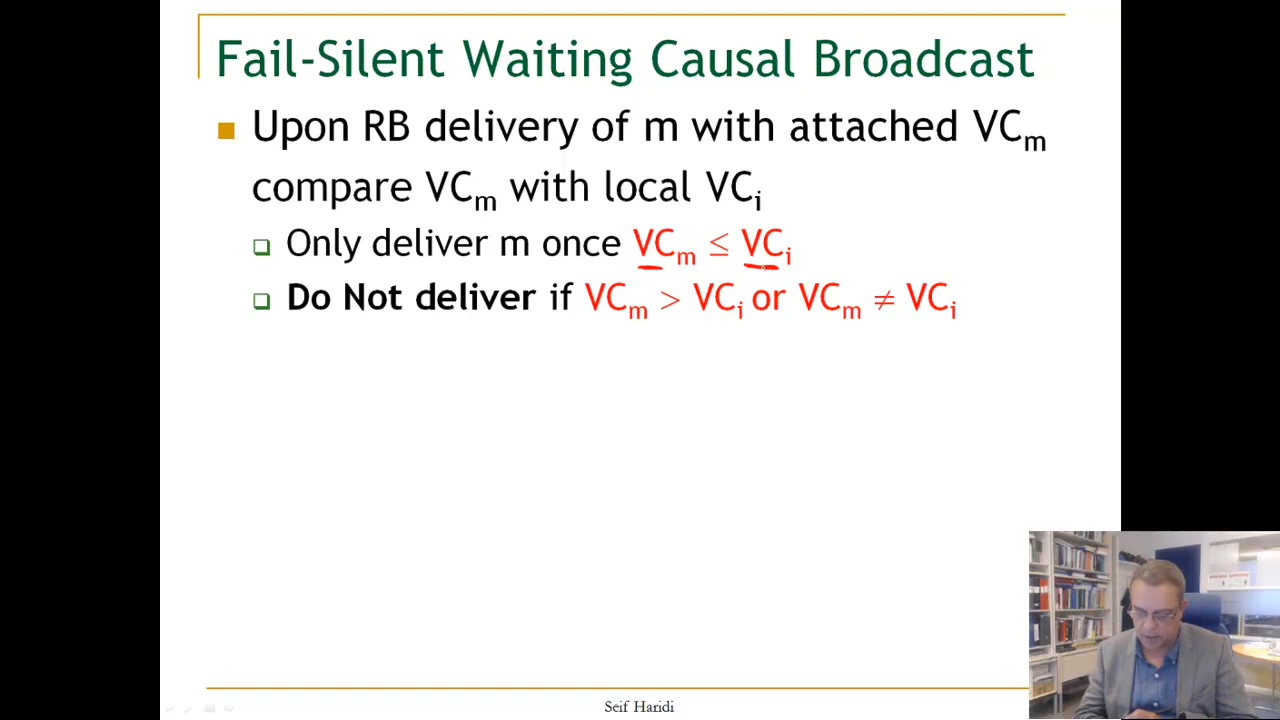 Fail-Silent Waiting Causal Broadcast
Upon RB delivery of m with attached VCm
compare VCm with local VCi
Only deliver m once VCm ≤ VCi
Do Not deliver if VCm > VCi or VCm ≠ VCi
Seif Haridi